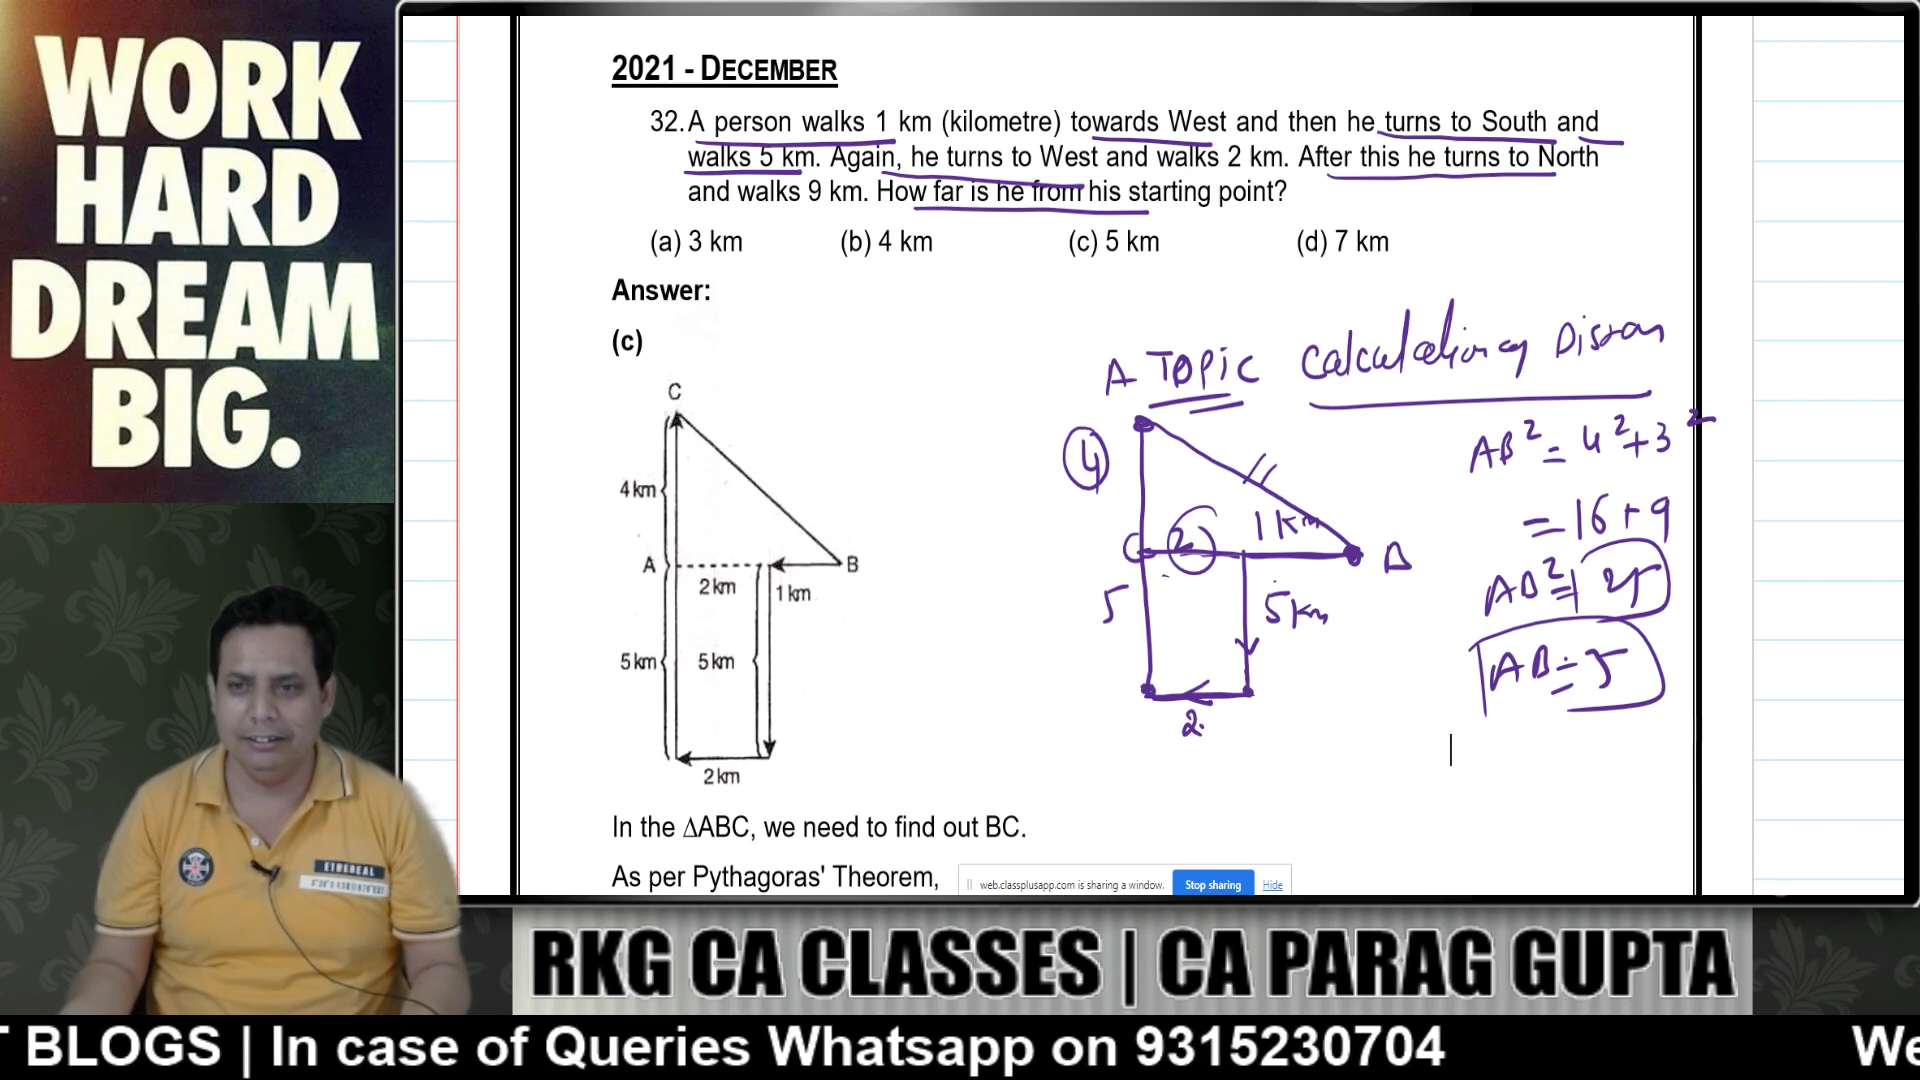 WORK
HARD
DREAM
BIG.
2021 - DECEMBER
32. A person walks 1 km (kilometre) towards West and then he turns to South and
walks 5 km. Again, he turns to West and walks 2 km. After this he turns to North
and walks 9 km. How far is he from his starting point?
(a) 3 km (b) 4 km (c) 5 km (d) 7 km
Answer:
(c)
C
4 km
A
B
2 km
1 km
5 km
5 km
2 km
In the ΔABC, we need to find out BC.
As per Pythagoras' Theorem,
A TOPIC Calculating
4
C
2
1 km
5
5 km
2
AB² = 4² + 3²
= 16 + 9
AB² = 25
AB = 5
ETHEREAL
web.classplusapp.com is sharing a window. Stop sharing Hide
RKG CA CLASSES | CA PARAG GUPTA
T BLOGS | In case of Queries Whatsapp on 9315230704 We